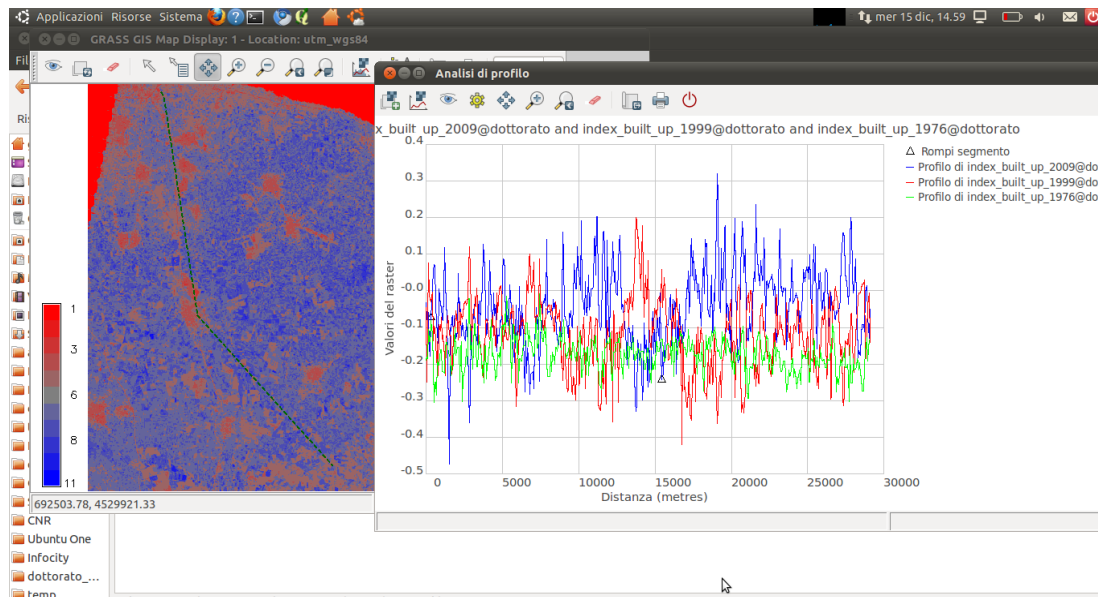 Applicazioni Risorse Sistema
mer 15 dic, 14.59
GRASS GIS Map Display: 1 - Location: utm_wgs84
Fil
Analisi di profilo
Ri
x_built_up_2009@dottorato and index_built_up_1999@dottorato and index_built_up_1976@dottorato
0.4
0.3
0.2
0.1
-0.0
-0.1
-0.2
-0.3
-0.4
-0.5
Valori del raster
0
5000
10000
15000
20000
25000
30000
Distanza (metres)
Rompi segmento
Profilo di index_built_up_2009@do
Profilo di index_built_up_1999@do
Profilo di index_built_up_1976@do
1
3
6
8
11
692503.78, 4529921.33
CNR
Ubuntu One
Infocity
dottorato_...
temp